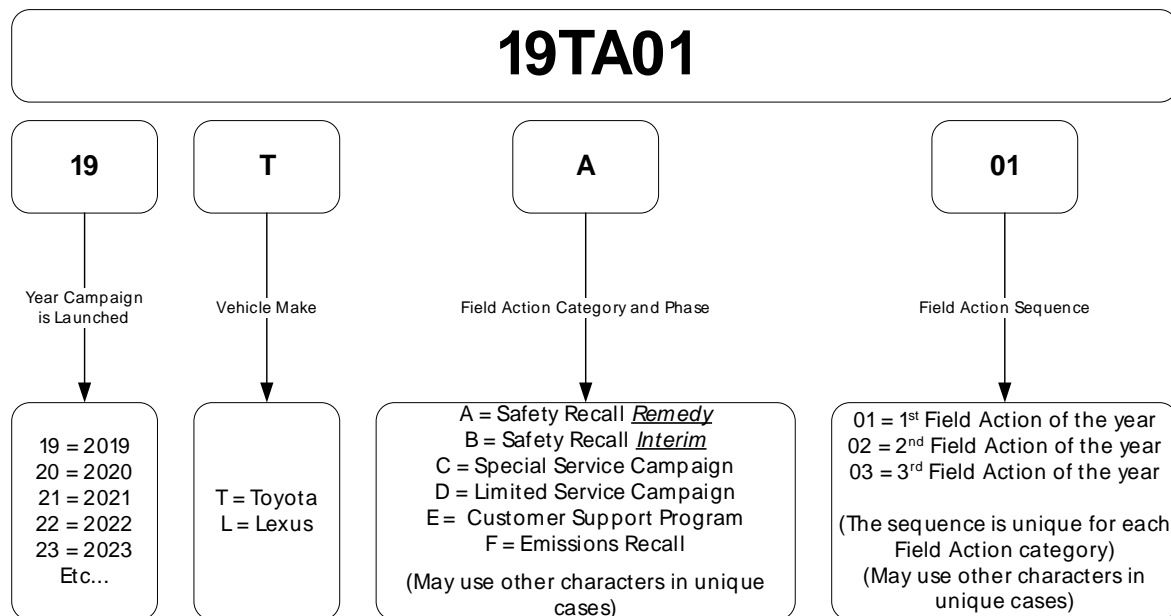 19TA01
19
T
A
01
Year Campaign
is Launched
Vehicle Make
Field Action Category and Phase
Field Action Sequence
19 = 2019
20 = 2020
21 = 2021
22 = 2022
23 = 2023
Etc...
T = Toyota
L = Lexus
A = Safety Recall Remedy
B = Safety Recall Interim
C = Special Service Campaign
D = Limited Service Campaign
E = Customer Support Program
F = Emissions Recall
(May use other characters in unique
cases)
01 = 1st Field Action of the year
02 = 2nd Field Action of the year
03 = 3rd Field Action of the year
(The sequence is unique for each
Field Action category)
(May use other characters in
unique cases)